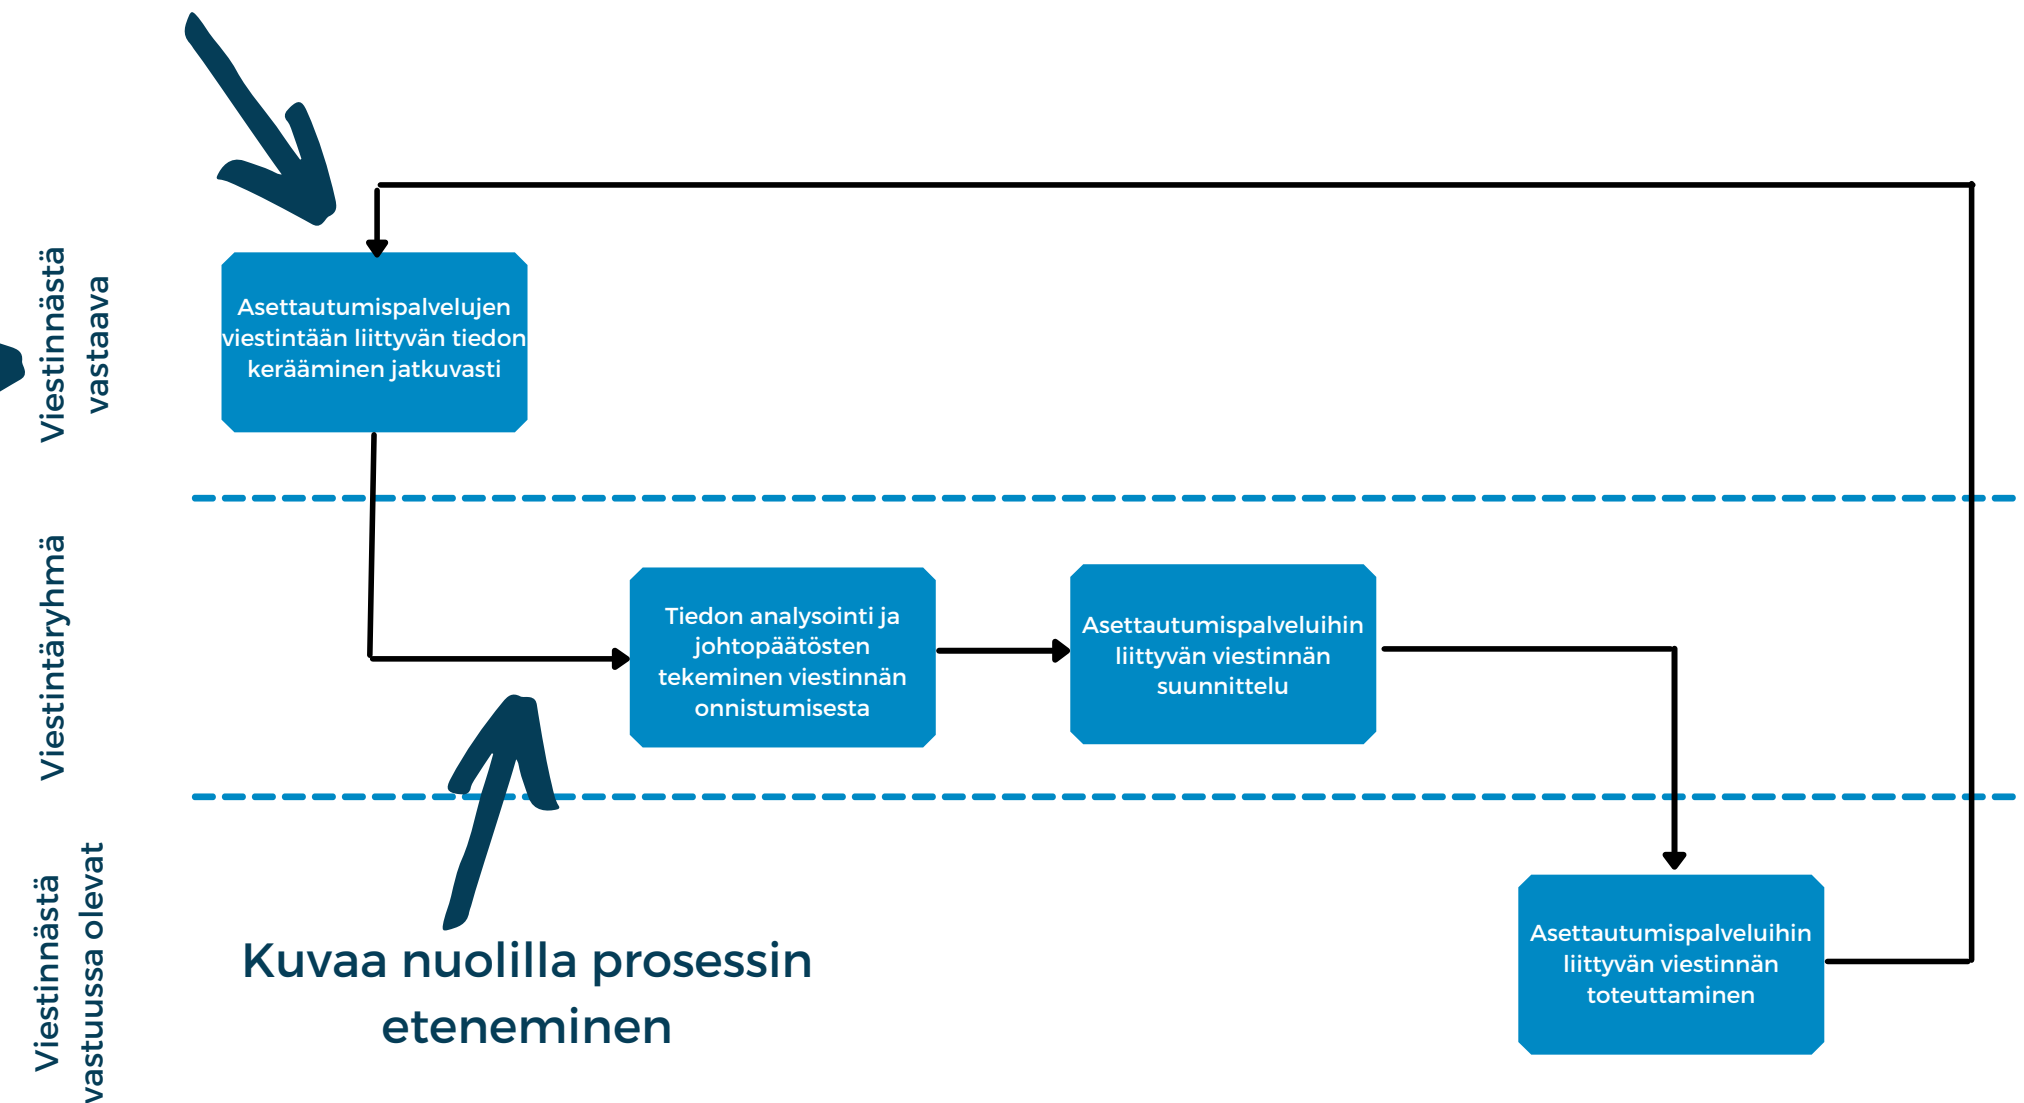 Viestinnästä
vastaava
Asettautumispalvelujen
viestintään liittyvän tiedon
kerääminen jatkuvasti
Viestintäryhmä
Tiedon analysointi ja
johtopäätösten
tekeminen viestinnän
onnistumisesta
Asettautumispalveluihin
liittyvän viestinnän
suunnittelu
Viestinnästä
vastuussa olevat
Kuvaa nuolilla prosessin
eteneminen
Asettautumispalveluihin
liittyvän viestinnän
toteuttaminen